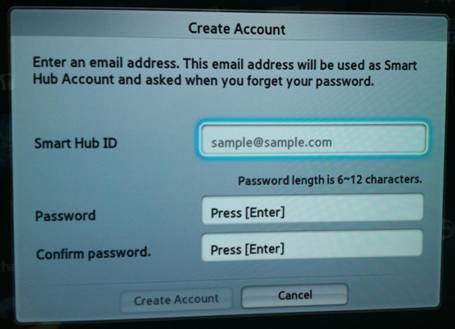 Create Account
Enter an email address. This email address will be used as Smart
Hub Account and asked when you forget your password.
Smart Hub ID
sample@sample.com
Password length is 6~12 characters.
Password
Press [Enter]
Confirm password.
Press [Enter]
Create Account
Cancel